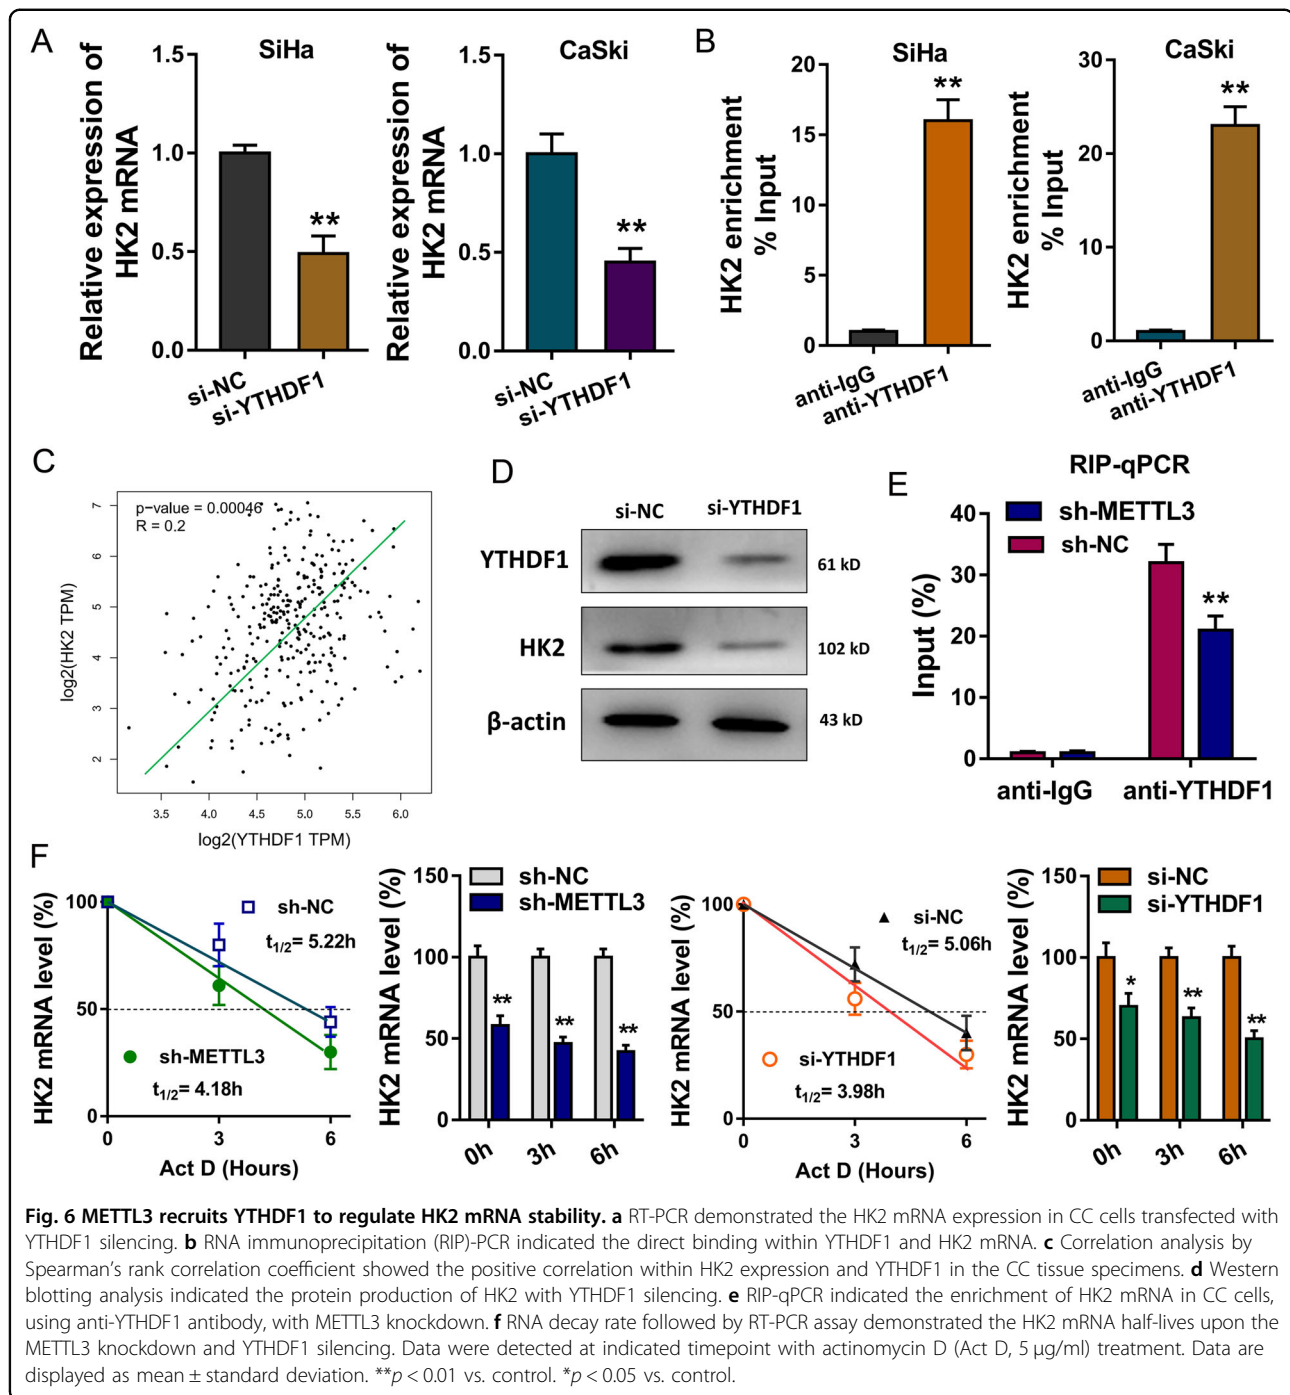 A
SiHa
Relative expression of
HK2 mRNA
1.5
1.0
0.5
0.0
**
si-NC
si-YTHDF1
CaSki
Relative expression of
HK2 mRNA
1.5
1.0
0.5
0.0
**
si-NC
si-YTHDF1
B
SiHa
HK2 enrichment
% Input
20
15
10
5
0
**
anti-IgG
anti-YTHDF1
CaSki
HK2 enrichment
% Input
30
20
10
0
**
anti-IgG
anti-YTHDF1
C
p-value = 0.00046
R = 0.2
log2(HK2 TPM)
7
6
5
4
3
2
3.5 4.0 4.5 5.0 5.5 6.0
log2(YTHDF1 TPM)
D
si-NC si-YTHDF1
YTHDF1 61 kD
HK2 102 kD
β-actin 43 kD
E
RIP-qPCR
sh-METTL3
sh-NC
Input (%)
40
30
20
10
0
**
anti-IgG anti-YTHDF1
F
HK2 mRNA level (%)
100
50
0
sh-NC
t1/2= 5.22h
sh-METTL3
t1/2= 4.18h
0 3 6
Act D (Hours)
HK2 mRNA level (%)
150
100
50
0
sh-NC
sh-METTL3
** ** **
0h 3h 6h
HK2 mRNA level (%)
100
50
0
si-NC
t1/2= 5.06h
si-YTHDF1
t1/2= 3.98h
0 3 6
Act D (Hours)
HK2 mRNA level (%)
150
100
50
0
si-NC
si-YTHDF1
* ** **
0h 3h 6h
Fig. 6 METTL3 recruits YTHDF1 to regulate HK2 mRNA stability. a RT-PCR demonstrated the HK2 mRNA expression in CC cells transfected with
YTHDF1 silencing. b RNA immunoprecipitation (RIP)-PCR indicated the direct binding within YTHDF1 and HK2 mRNA. c Correlation analysis by
Spearman's rank correlation coefficient showed the positive correlation within HK2 expression and YTHDF1 in the CC tissue specimens. d Western
blotting analysis indicated the protein production of HK2 with YTHDF1 silencing. e RIP-qPCR indicated the enrichment of HK2 mRNA in CC cells,
using anti-YTHDF1 antibody, with METTL3 knockdown. f RNA decay rate followed by RT-PCR assay demonstrated the HK2 mRNA half-lives upon the
METTL3 knockdown and YTHDF1 silencing. Data were detected at indicated timepoint with actinomycin D (Act D, 5 μg/ml) treatment. Data are
displayed as mean ± standard deviation. **p < 0.01 vs. control. *p < 0.05 vs. control.